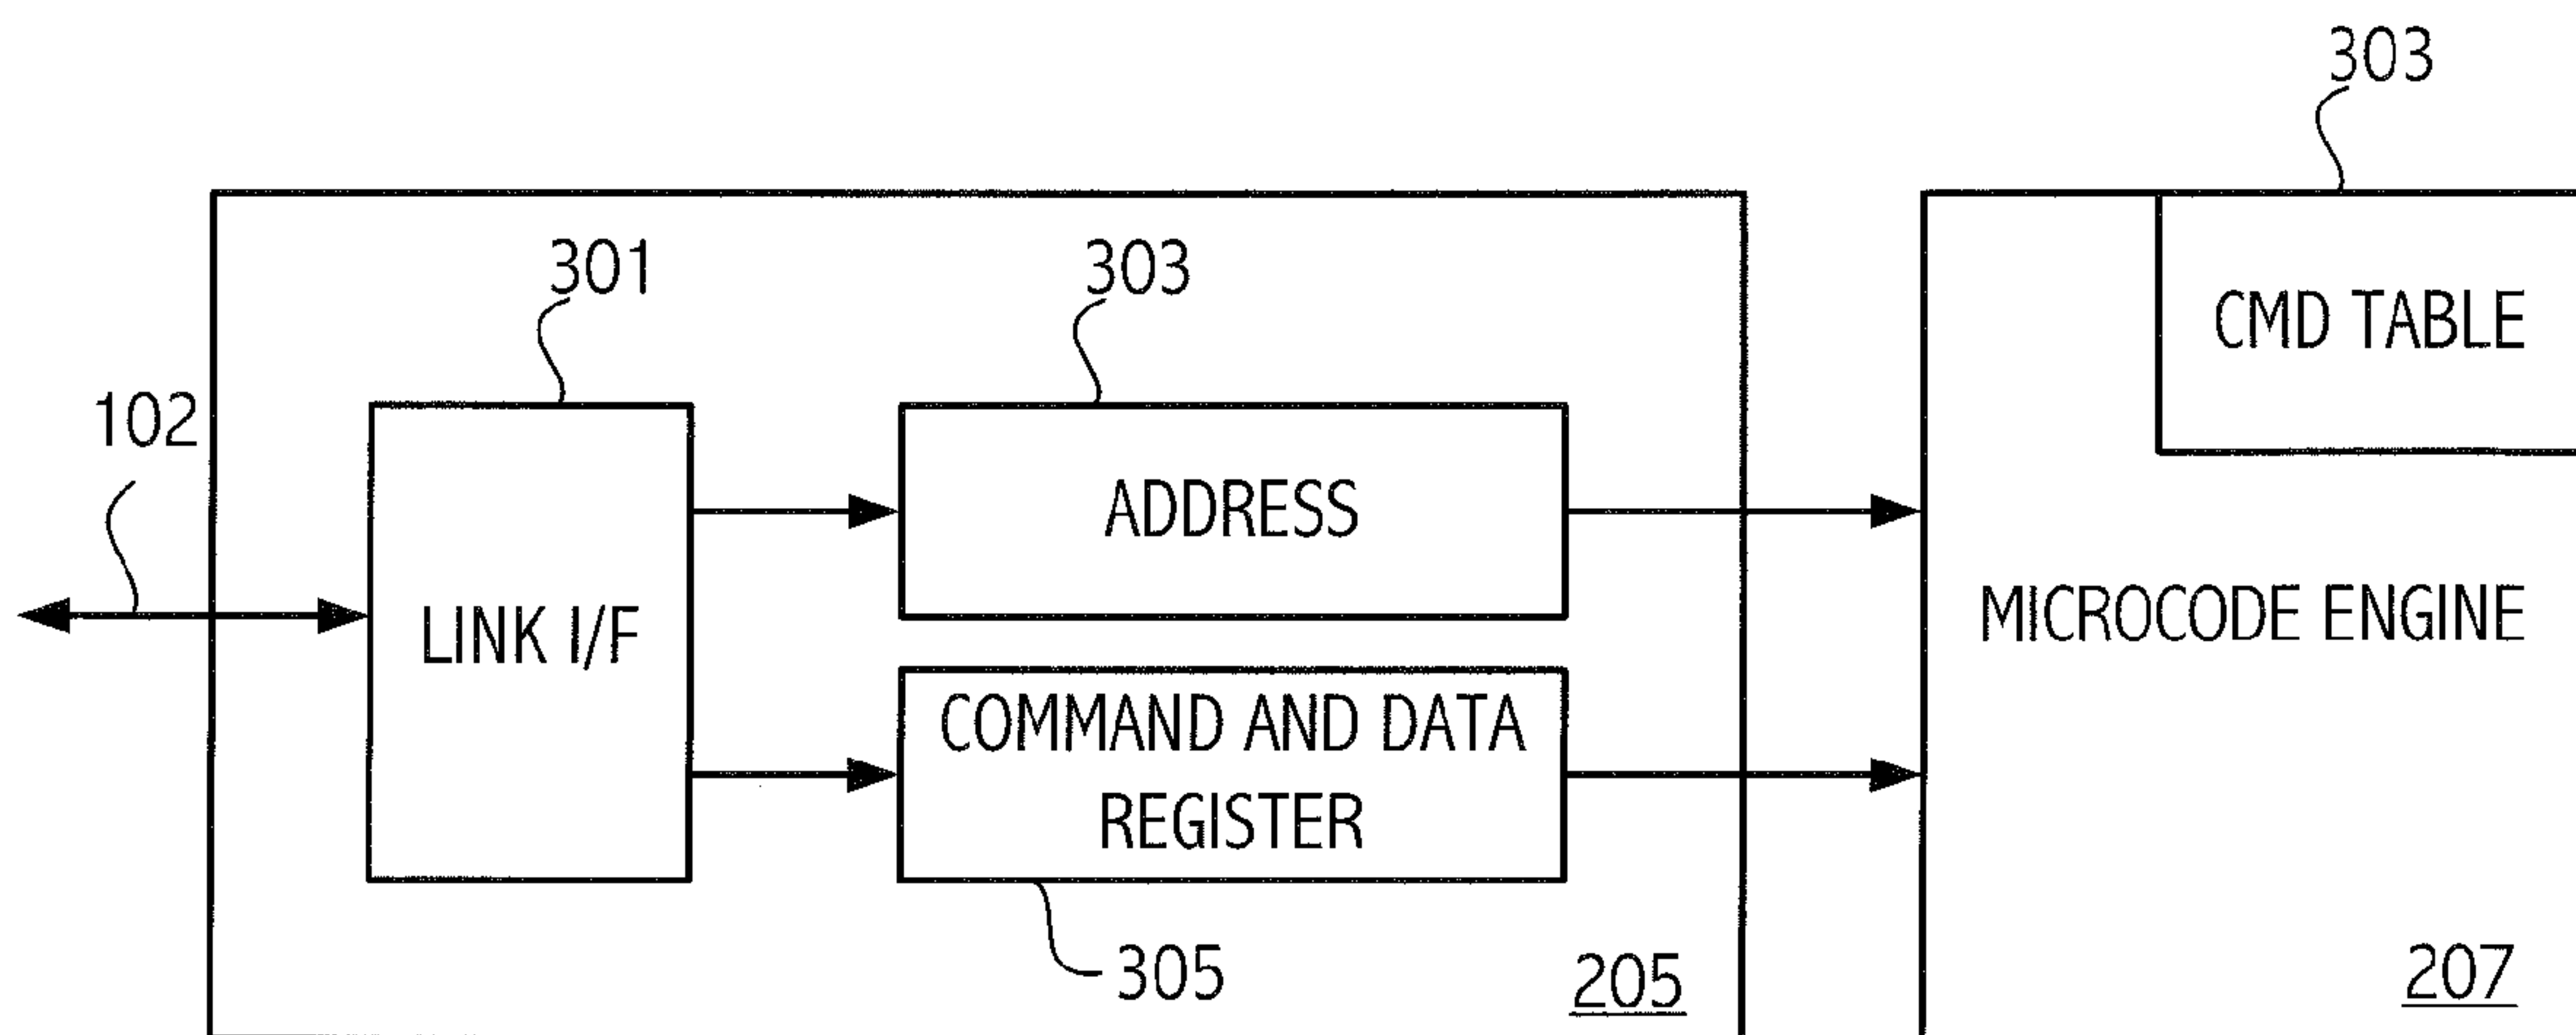 303
301
303
CMD TABLE
102
ADDRESS
LINK I/F
MICROCODE ENGINE
COMMAND AND DATA
REGISTER
305
205
207